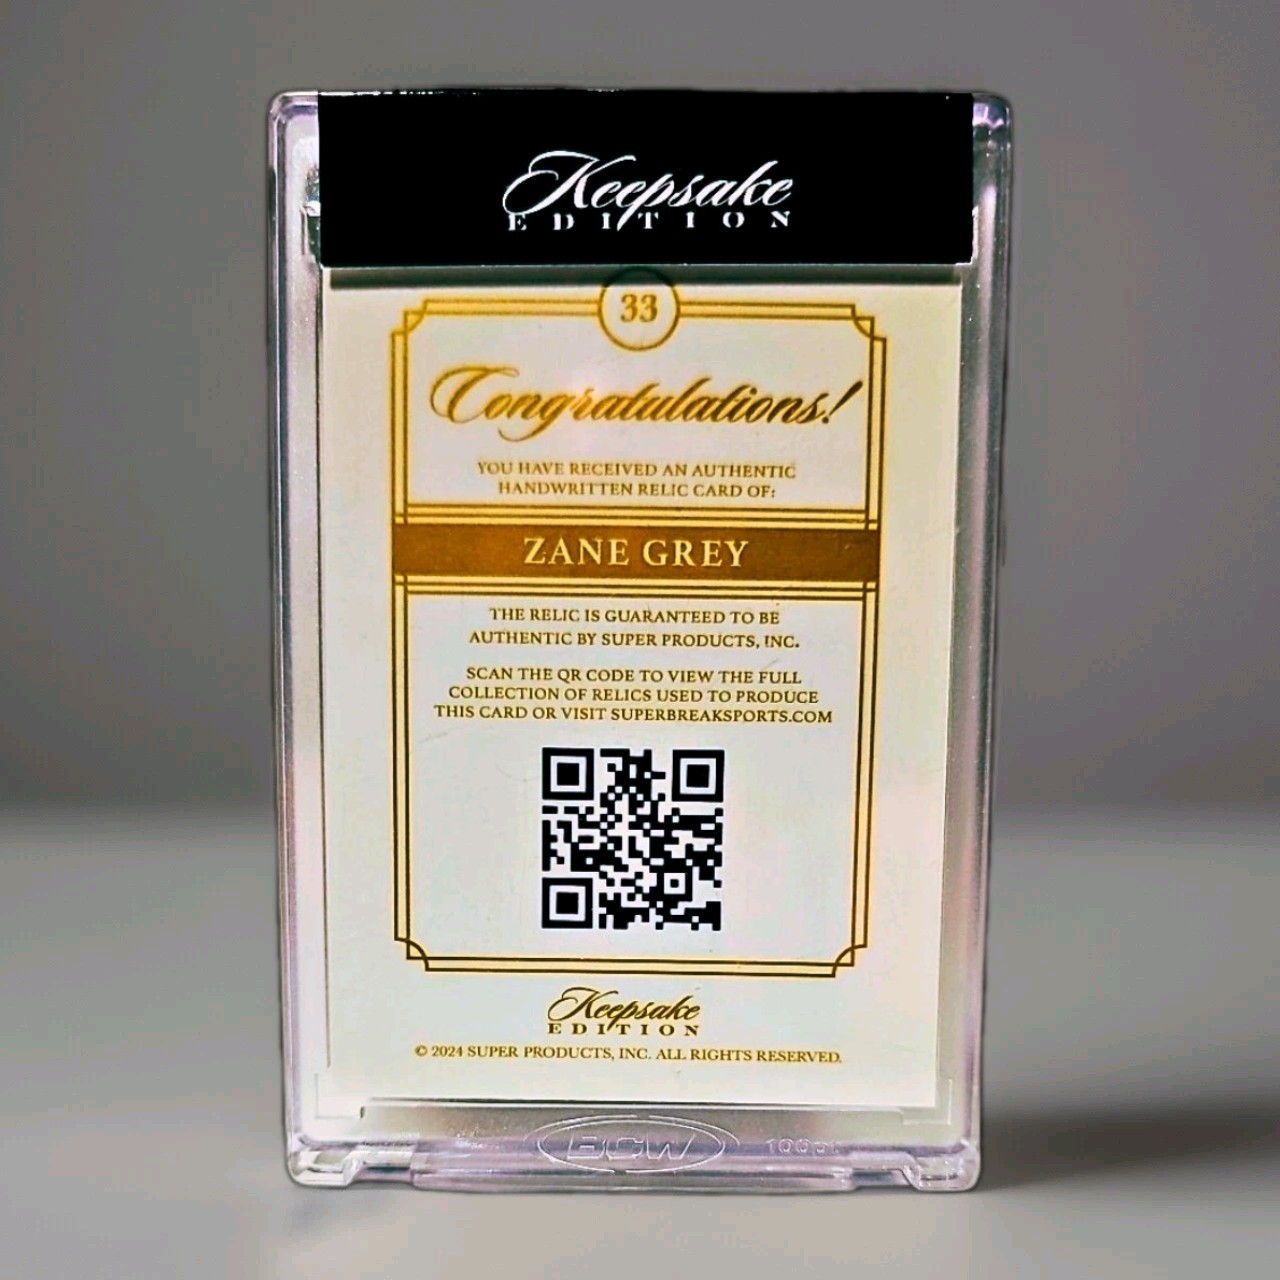 Keepsake
EDITION
33
Congratulations!
YOU HAVE RECEIVED AN AUTHENTIC
HANDWRITTEN RELIC CARD OF:
ZANE GREY
THE RELIC IS GUARANTEED TO BE
AUTHENTIC BY SUPER PRODUCTS, INC.
SCAN THE QR CODE TO VIEW THE FULL
COLLECTION OF RELICS USED TO PRODUCE
THIS CARD OR VISIT SUPERBREAKSPORTS.COM
Keepsake
EDITION
© 2024 SUPER PRODUCTS, INC. ALL RIGHTS RESERVED.
BCW
100pt